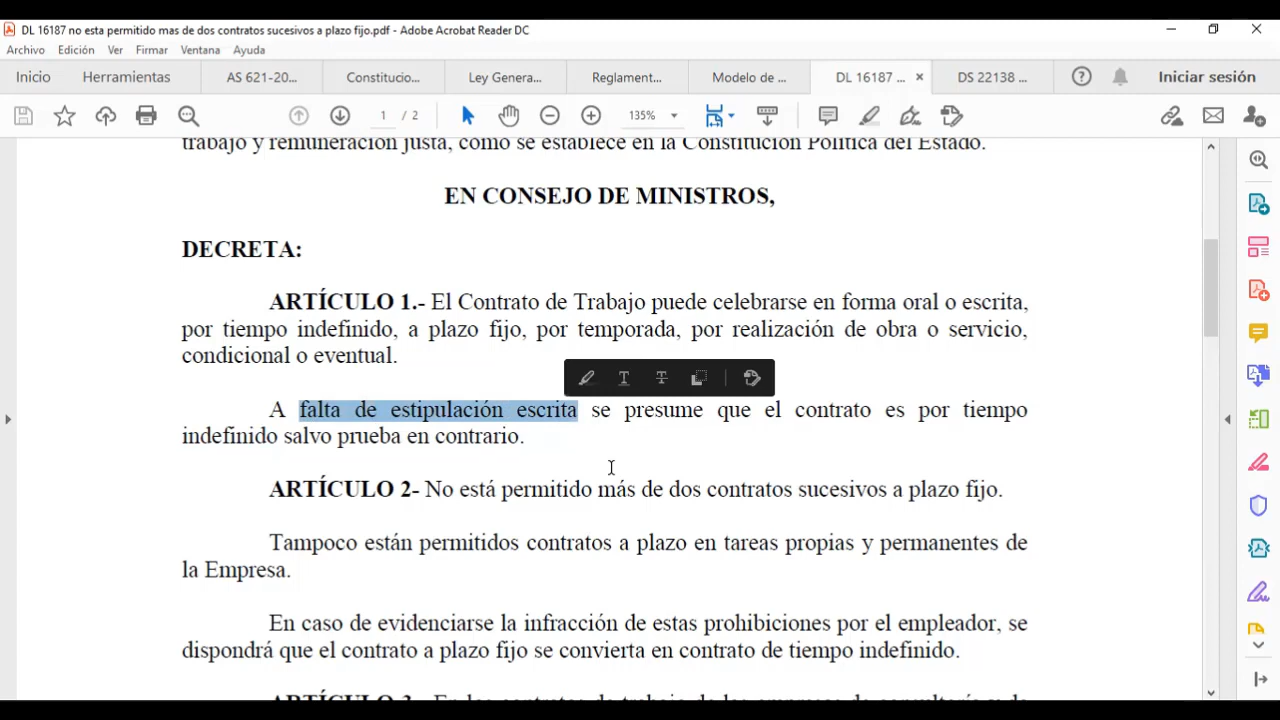 DL 16187 no esta permitido mas de dos contratos sucesivos a plazo fijo.pdf - Adobe Acrobat Reader DC
Archivo Edición Ver Firmar Ventana Ayuda
Inicio Herramientas AS 621-20... Constitucio... Ley Genera... Reglament... Modelo de ... DL 16187 ... × DS 22138 ... Iniciar sesión
1 / 2 135%
trabajo y remuneración justa, como se establece en la Constitución Política del Estado.
EN CONSEJO DE MINISTROS,
DECRETA:
ARTÍCULO 1.- El Contrato de Trabajo puede celebrarse en forma oral o escrita,
por tiempo indefinido, a plazo fijo, por temporada, por realización de obra o servicio,
condicional o eventual.
A falta de estipulación escrita se presume que el contrato es por tiempo
indefinido salvo prueba en contrario.
ARTÍCULO 2- No está permitido más de dos contratos sucesivos a plazo fijo.
Tampoco están permitidos contratos a plazo en tareas propias y permanentes de
la Empresa.
En caso de evidenciarse la infracción de estas prohibiciones por el empleador, se
dispondrá que el contrato a plazo fijo se convierta en contrato de tiempo indefinido.